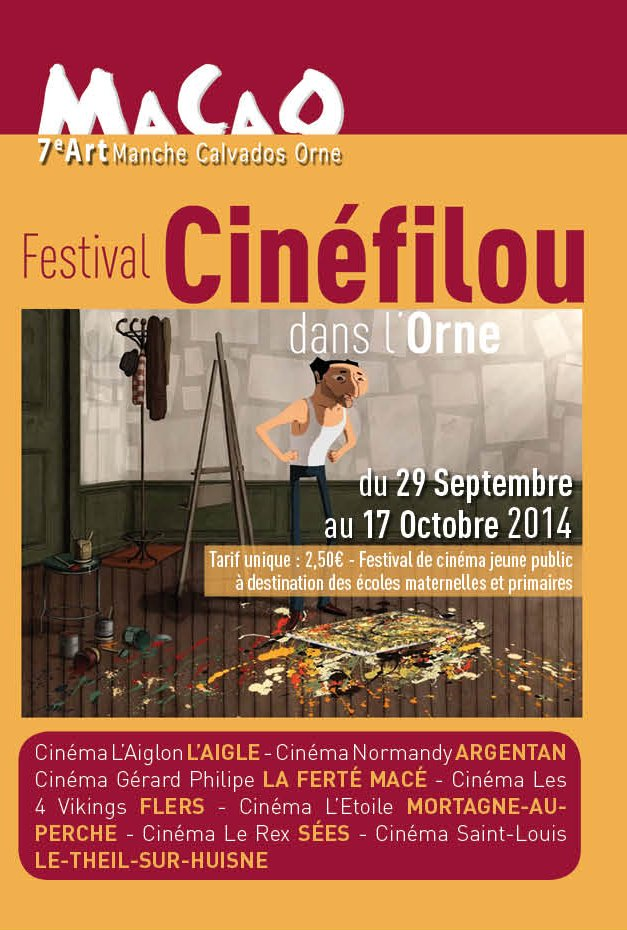 MACAO
7eArt Manche Calvados Orne
Festival Cinéfilou
dans l'Orne
du 29 Septembre
au 17 Octobre 2014
Tarif unique : 2,50€ - Festival de cinéma jeune public
à destination des écoles maternelles et primaires
Cinéma L'Aiglon L'AIGLE - Cinéma Normandy ARGENTAN
Cinéma Gérard Philipe LA FERTÉ MACÉ - Cinéma Les
4 Vikings FLERS - Cinéma L'Etoile MORTAGNE-AU-
PERCHE - Cinéma Le Rex SÉES - Cinéma Saint-Louis
LE-THEIL-SUR-HUISNE